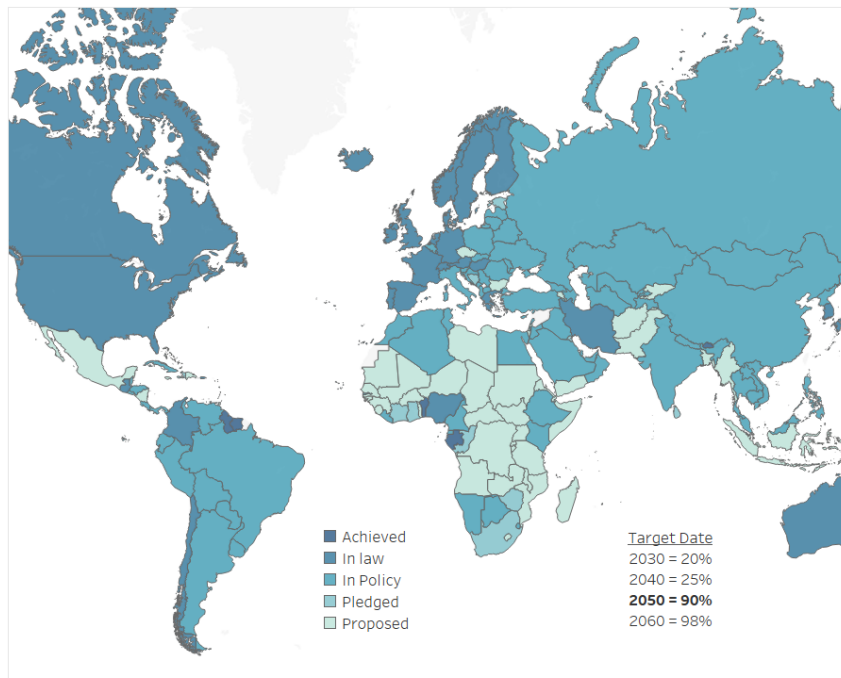 Achieved
In law
In Policy
Pledged
Proposed
Target Date
2030 = 20%
2040 = 25%
2050 = 90%
2060 = 98%